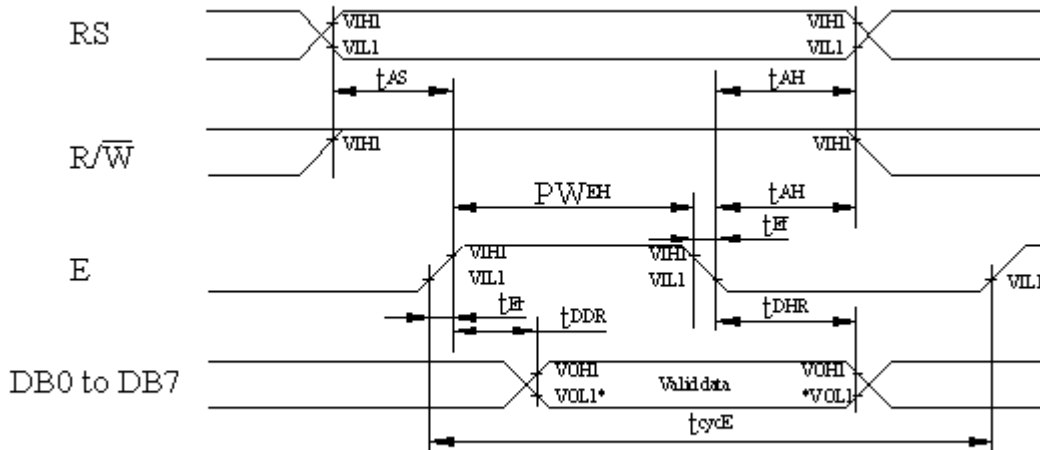 RS
VIH1
VIL1
VIH1
VIL1
tAS
tAH
R/W̅
VIH1
VIH1
PWEH
tAH
tEf
E
VIH1
VIL1
VIH1
VIL1
VIL1
tEr
tDDR
tDHR
DB0 to DB7
VOH1
VOL1*
Valid data
VOH1
*VOL1
tcycE